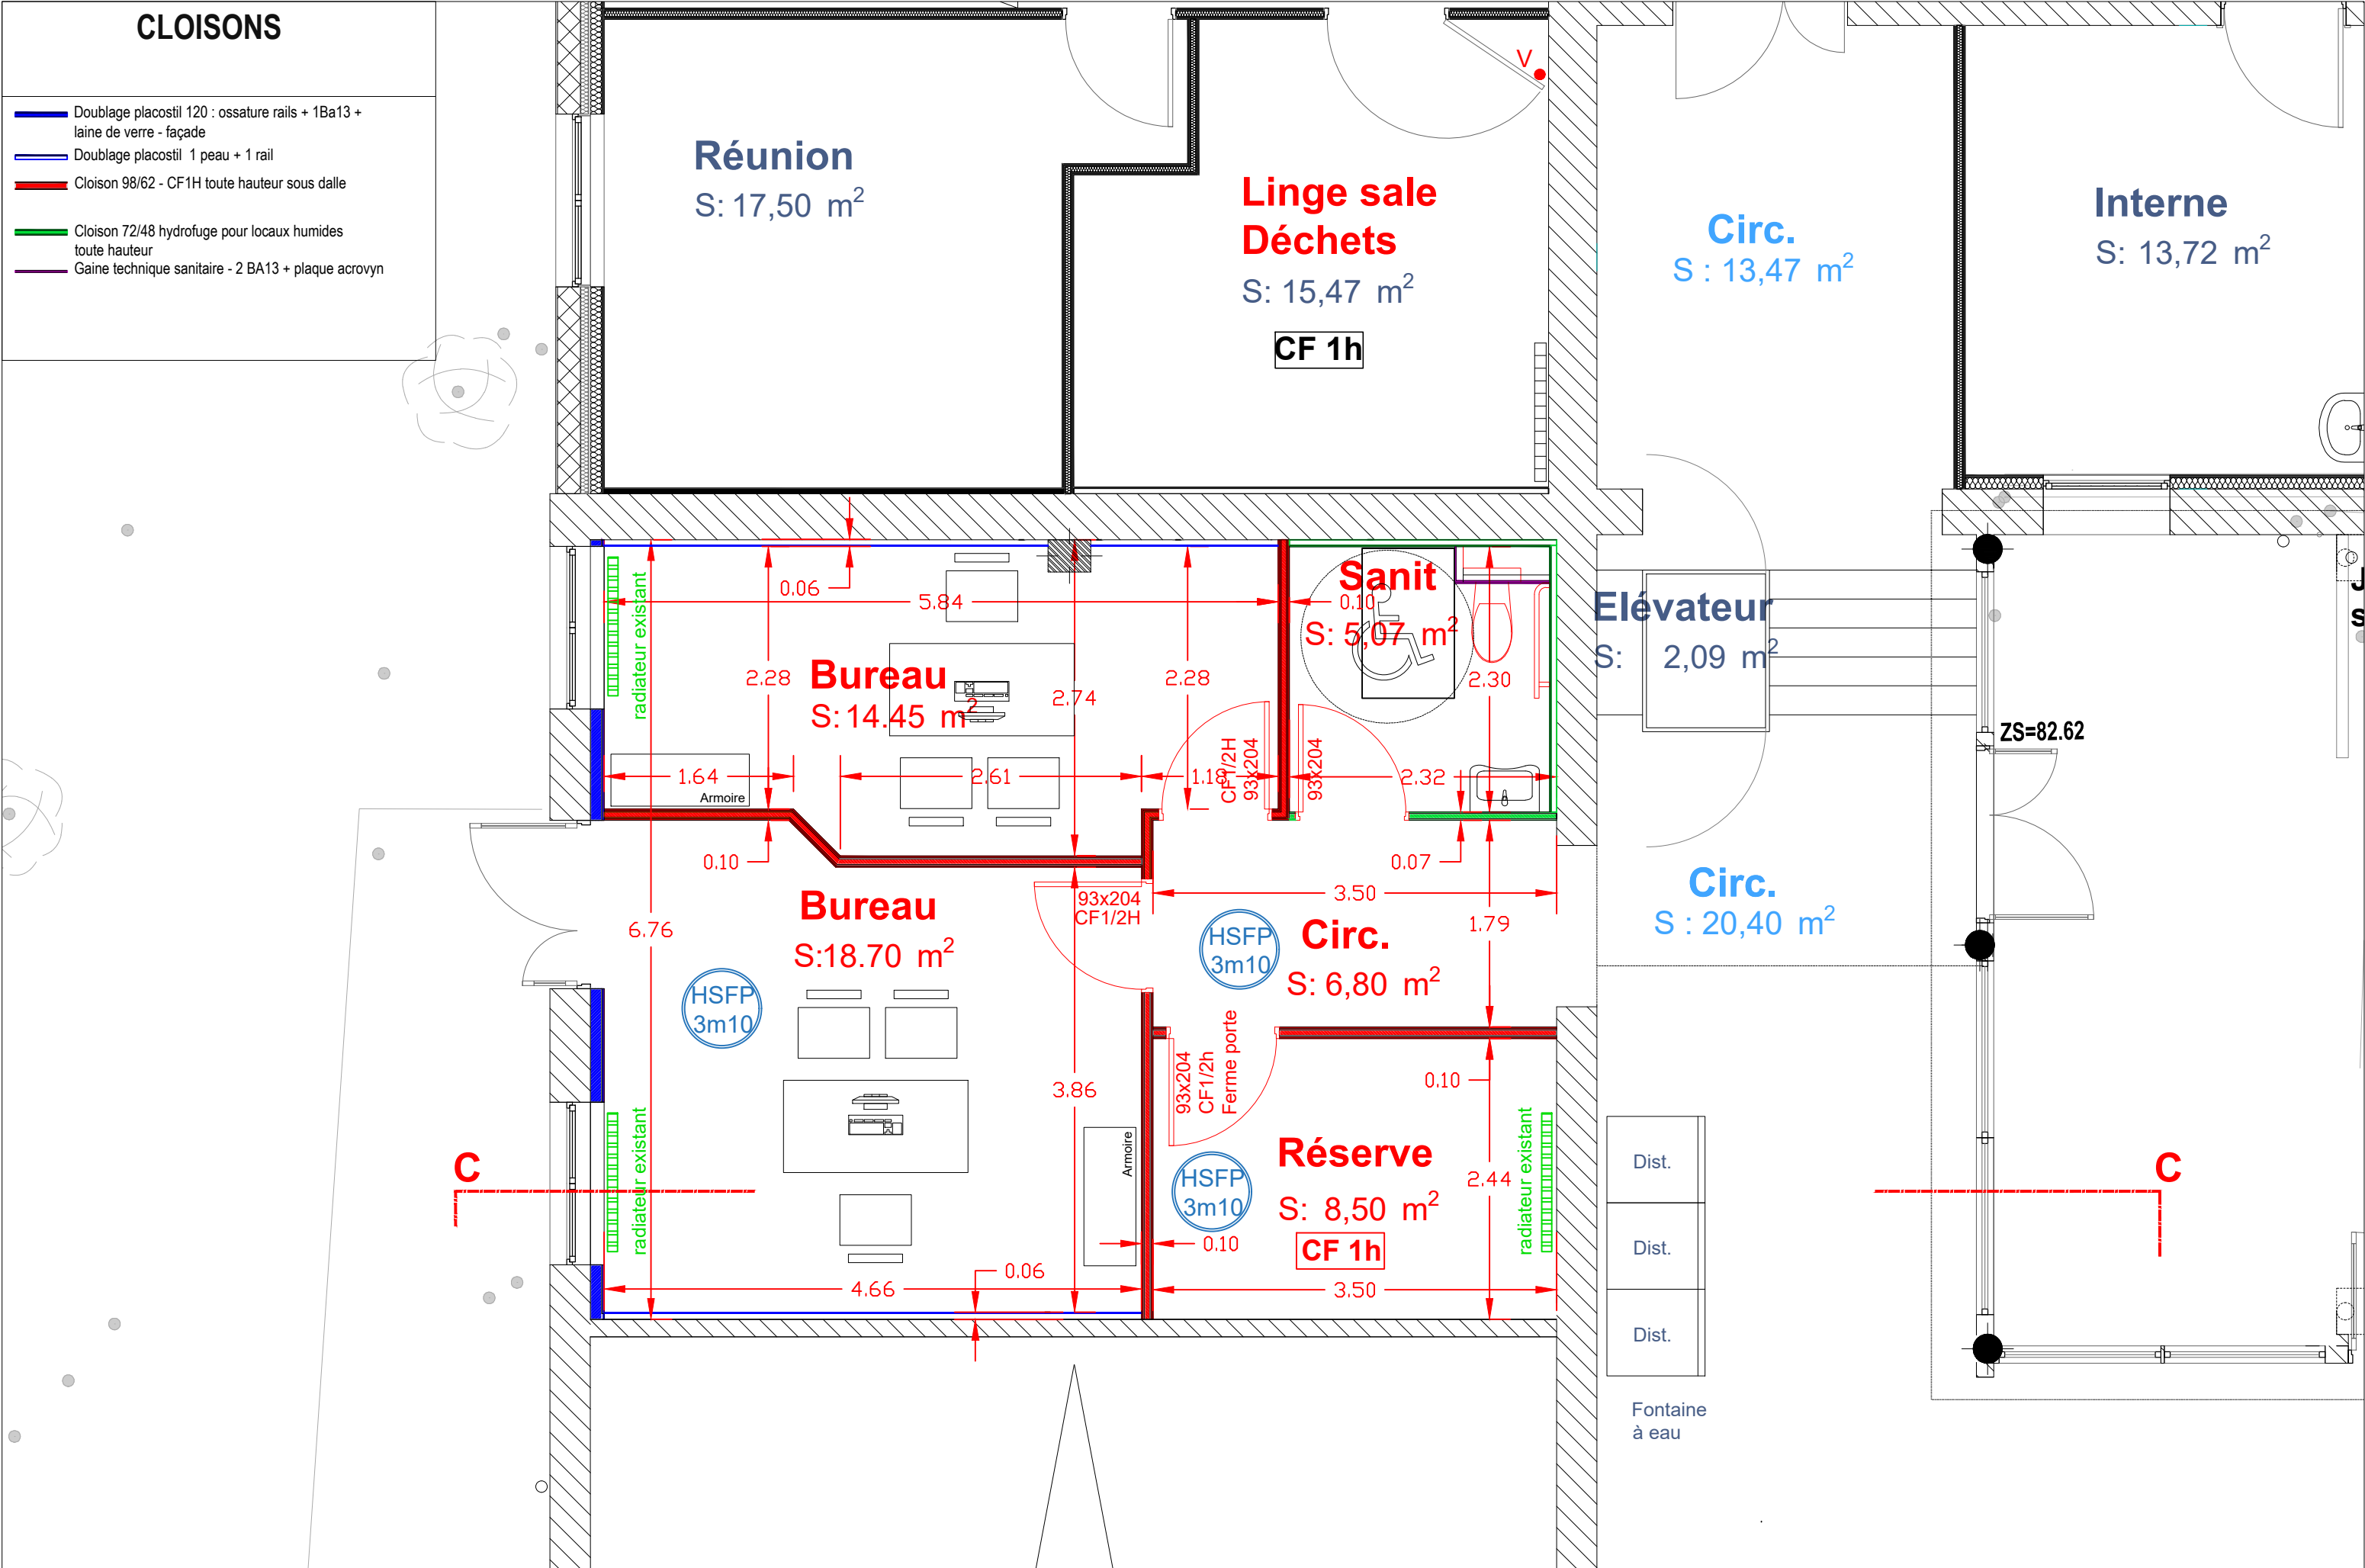 CLOISONS
Doublage placostil 120 : ossature rails + 1Ba13 +
laine de verre - façade
Doublage placostil 1 peau + 1 rail
Cloison 98/62 - CF1H toute hauteur sous dalle
Cloison 72/48 hydrofuge pour locaux humides
toute hauteur
Gaine technique sanitaire - 2 BA13 + plaque acrovyn
Réunion
S: 17,50 m²
V
Linge sale
Déchets
S: 15,47 m²
CF 1h
Circ.
S : 13,47 m²
Interne
S: 13,72 m²
radiateur existant
0.06
5.84
2.28
Bureau
S: 14.45 m²
2.74
2.28
1.64
Armoire
2.61
1.18
CF1/2H
93x204
Sanit
0.10
S: 5,07 m²
2.30
93x204
2.32
Elévateur
S: 2,09 m²
ZS=82.62
J
s
0.10
6.76
Bureau
S:18.70 m²
93x204
CF1/2H
0.07
3.50
1.79
HSFP
3m10
Circ.
S: 6,80 m²
Circ.
S : 20,40 m²
HSFP
3m10
3.86
93x204
CF1/2h
Ferme porte
0.10
radiateur existant
Armoire
HSFP
3m10
Réserve
S: 8,50 m²
CF 1h
2.44
radiateur existant
0.10
0.06
4.66
3.50
C
C
Dist.
Dist.
Dist.
Fontaine
à eau